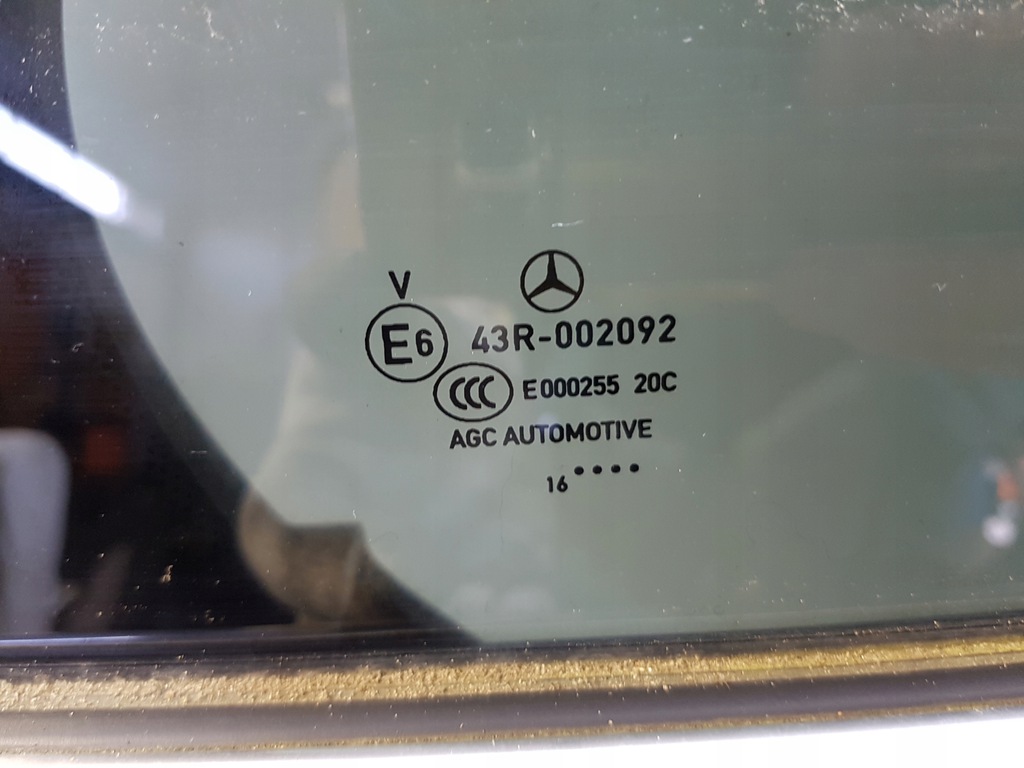 V
E6 43R-002092
CCC E000255 20C
AGC AUTOMOTIVE
16 ••••